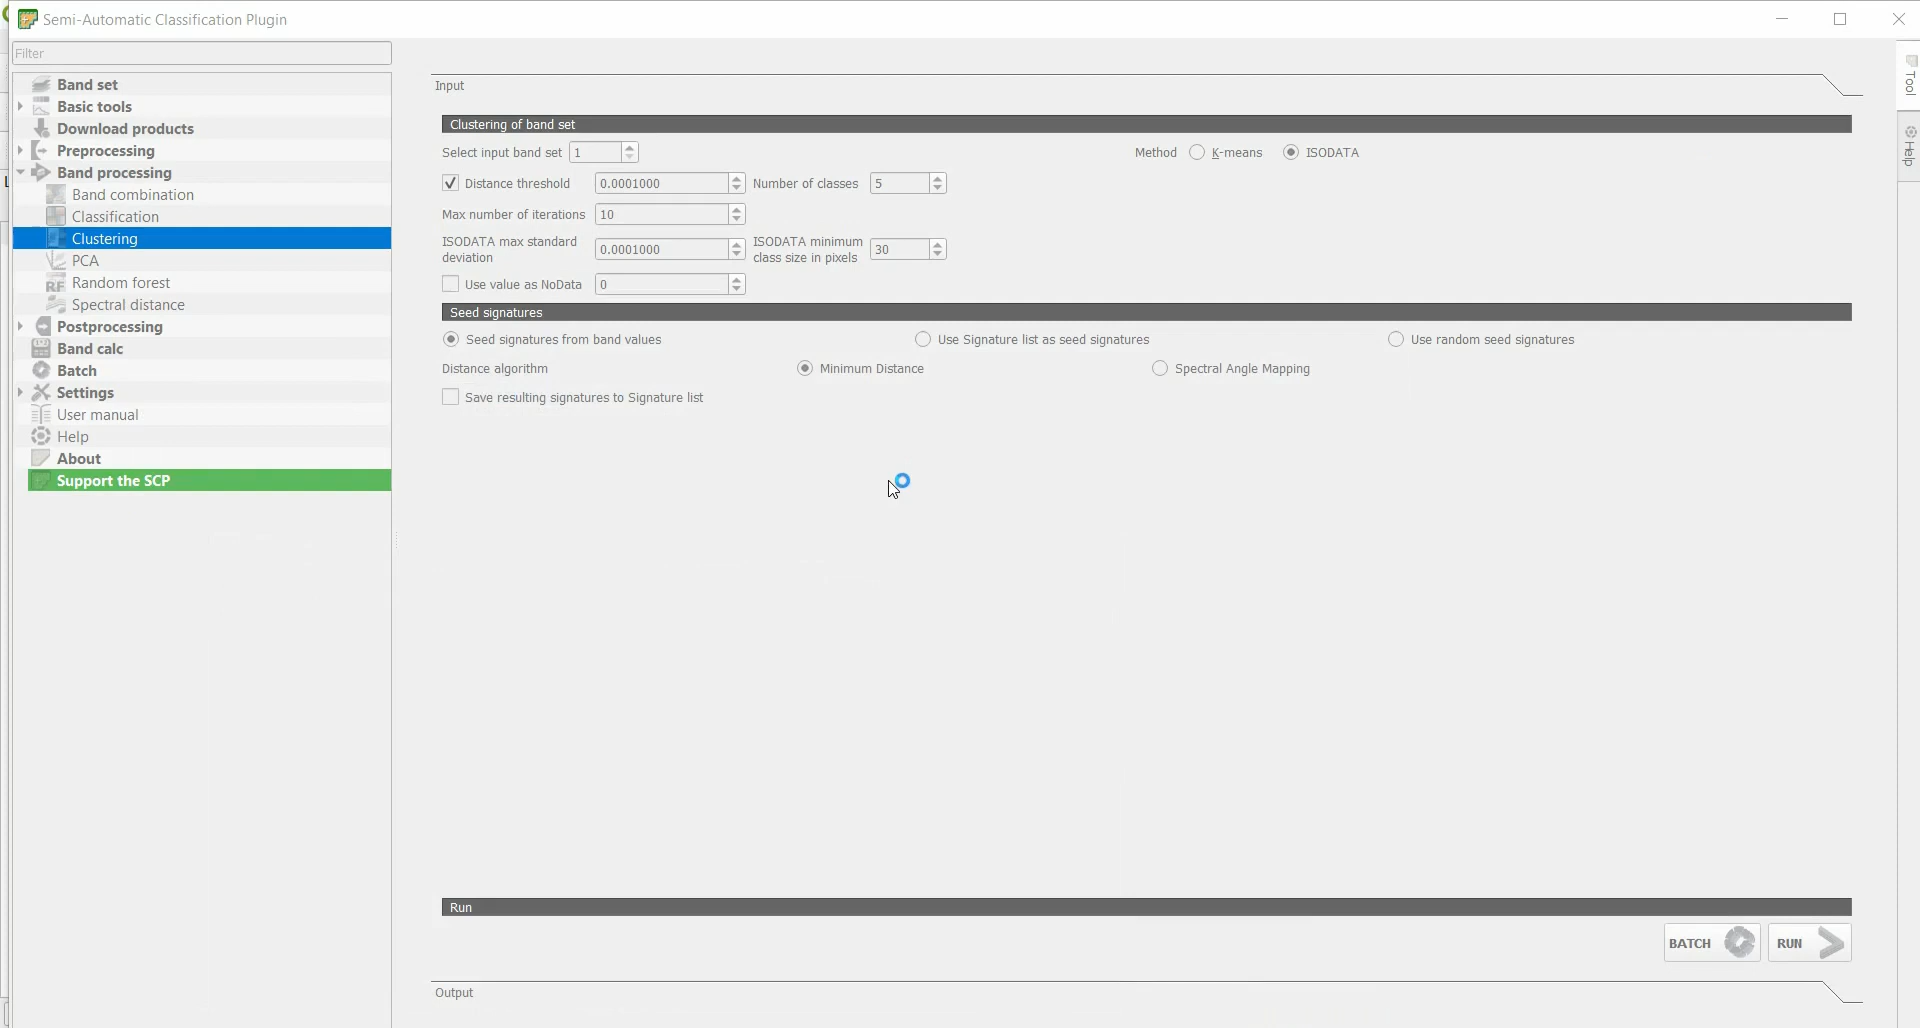 Semi-Automatic Classification Plugin
Filter
Band set
Basic tools
Download products
Preprocessing
Band processing
Band combination
Classification
Clustering
PCA
RF Random forest
Spectral distance
Postprocessing
Band calc
Batch
Settings
User manual
Help
About
Support the SCP
Input
Clustering of band set
Select input band set 1 Method K-means ISODATA
Distance threshold 0.0001000 Number of classes 5
Max number of iterations 10
ISODATA max standard deviation 0.0001000 ISODATA minimum class size in pixels 30
Use value as NoData 0
Seed signatures
Seed signatures from band values Use Signature list as seed signatures Use random seed signatures
Distance algorithm Minimum Distance Spectral Angle Mapping
Save resulting signatures to Signature list
Run
BATCH RUN
Output
Tool
Help